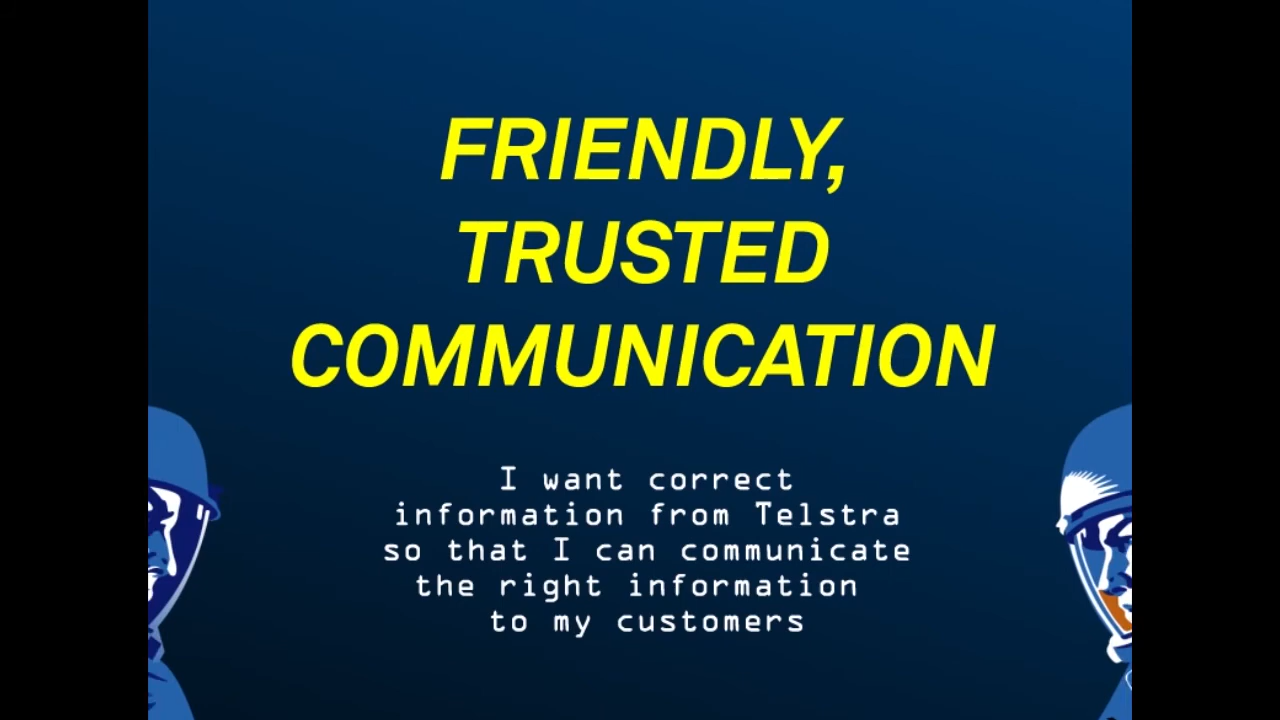 FRIENDLY,
TRUSTED
COMMUNICATION
I want correct
information from Telstra
so that I can communicate
the right information
to my customers